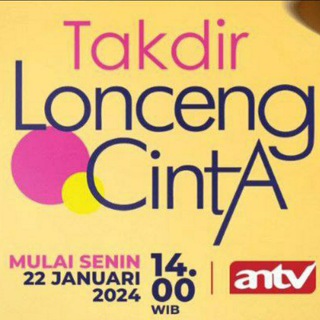 Takdir
Lonceng
CintA
MULAI SENIN
22 JANUARI
2024
14.
00
WIB
antv